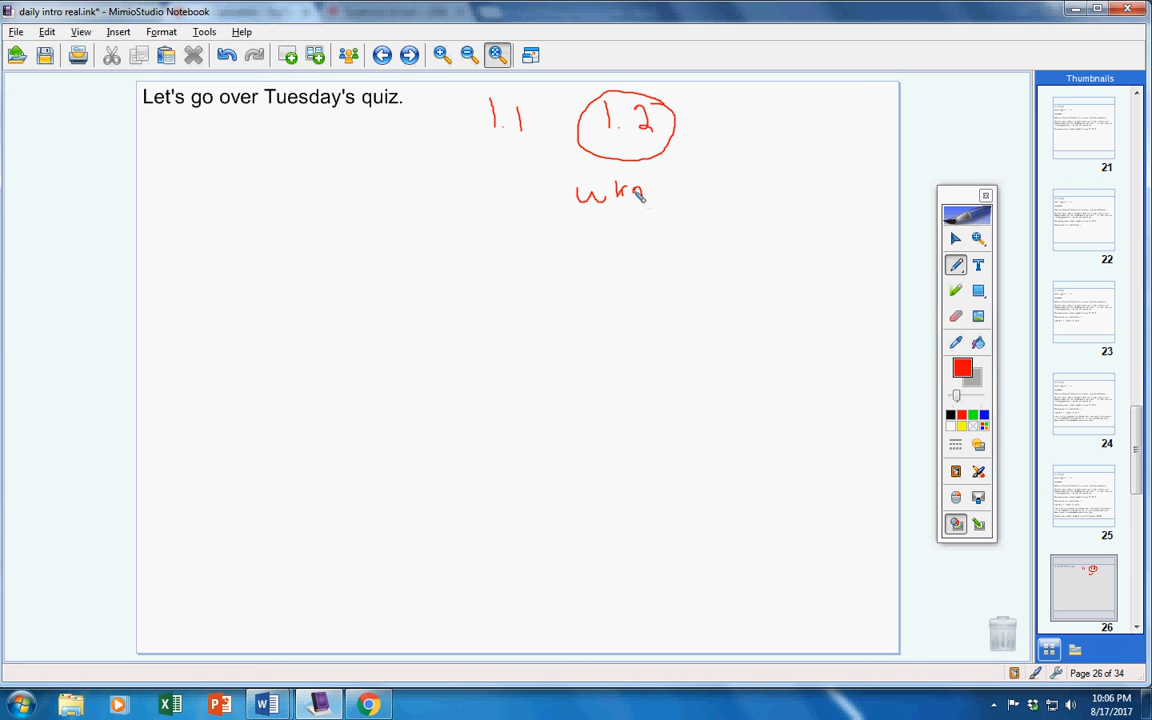 daily intro real.ink* - MimioStudio Notebook
File Edit View Insert Format Tools Help
Let's go over Tuesday's quiz.
1.1 1.2
Thumbnails
21
22
23
24
25
26
Page 26 of 34
10:06 PM
8/17/2017